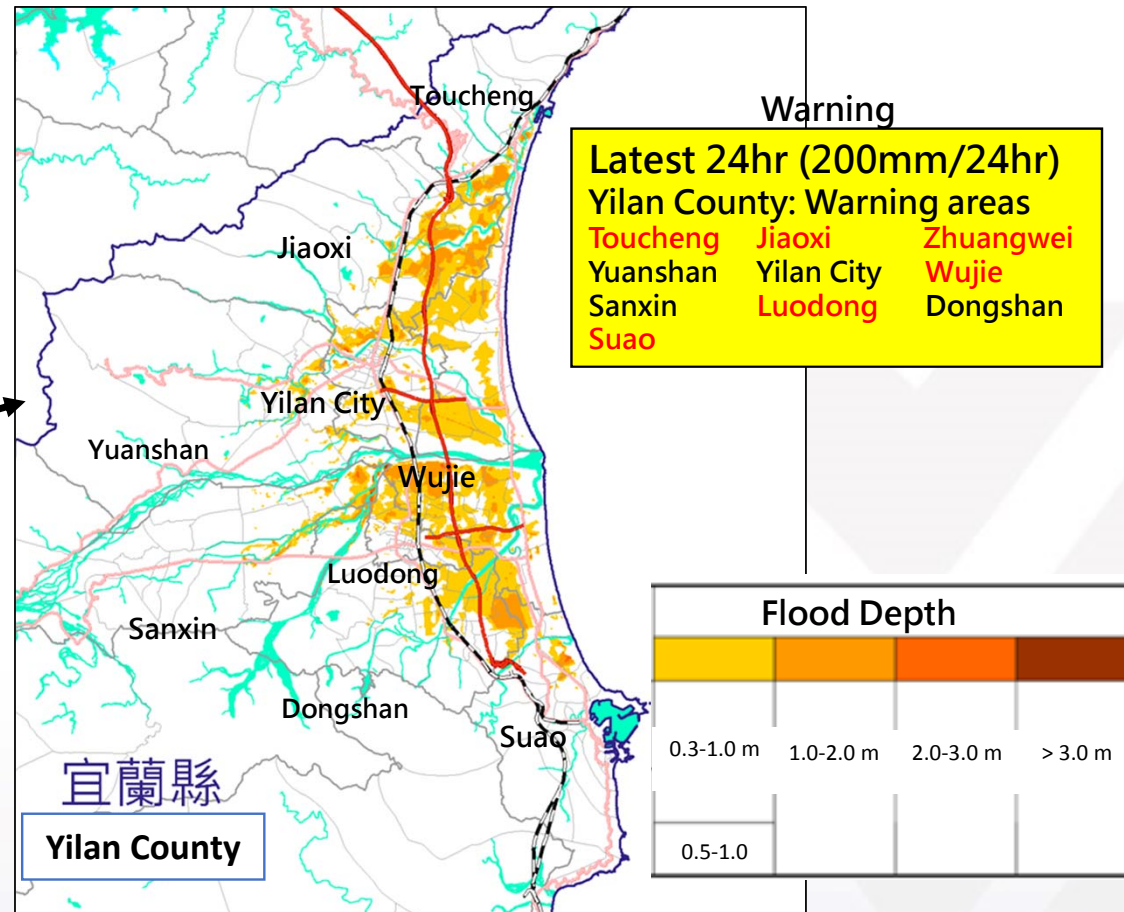 Toucheng
Jiaoxi
Yilan City
Yuanshan
Wujie
Luodong
Sanxin
Dongshan
Suao
宜蘭縣
Yilan County
Warning
Latest 24hr (200mm/24hr)
Yilan County: Warning areas
Toucheng Jiaoxi Zhuangwei
Yuanshan Yilan City Wujie
Sanxin Luodong Dongshan
Suao
Flood Depth
0.3-1.0 m 1.0-2.0 m 2.0-3.0 m > 3.0 m
0.5-1.0